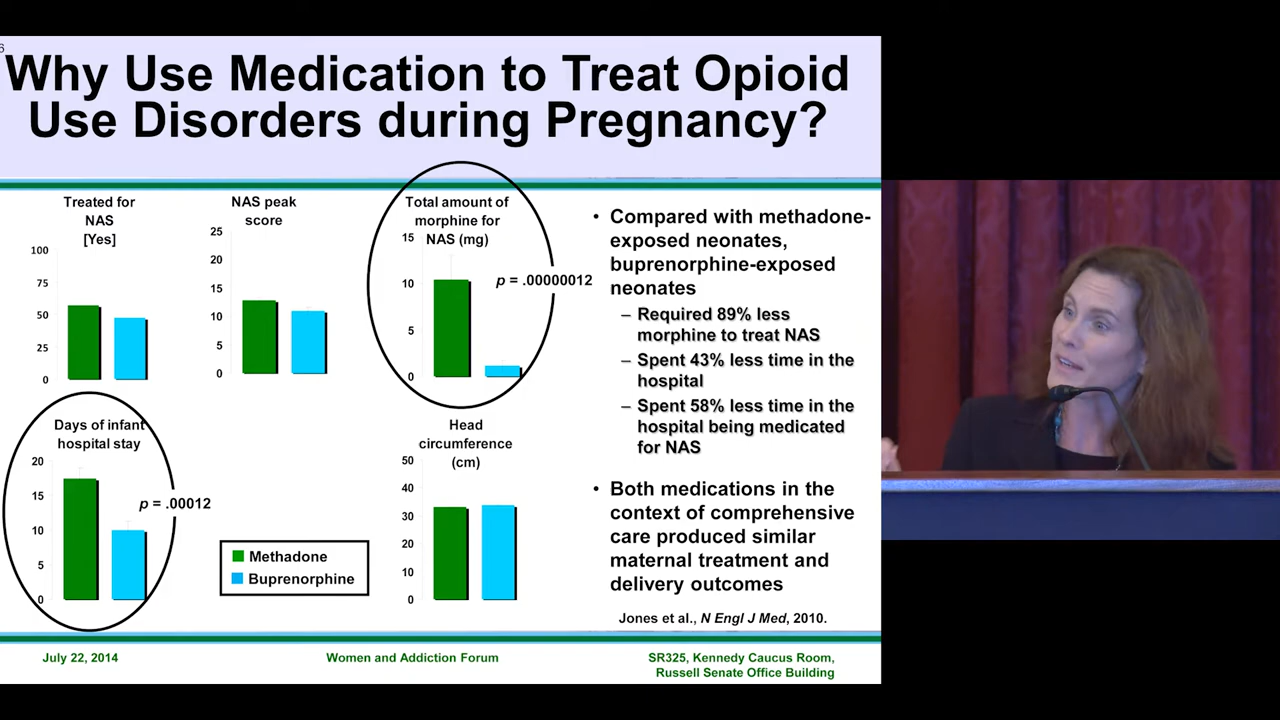 6
Why Use Medication to Treat Opioid
Use Disorders during Pregnancy?
Treated for
NAS
[Yes]
100
75
50
25
0
NAS peak
score
25
20
15
10
5
0
Total amount of
morphine for
NAS (mg)
15
10
5
0
p = .00000012
Days of infant
hospital stay
20
15
10
5
0
p = .00012
Methadone
Buprenorphine
Head
circumference
(cm)
50
40
30
20
10
0
• Compared with methadone-
exposed neonates,
buprenorphine-exposed
neonates
– Required 89% less
morphine to treat NAS
– Spent 43% less time in the
hospital
– Spent 58% less time in the
hospital being medicated
for NAS
• Both medications in the
context of comprehensive
care produced similar
maternal treatment and
delivery outcomes
Jones et al., N Engl J Med, 2010.
July 22, 2014
Women and Addiction Forum
SR325, Kennedy Caucus Room,
Russell Senate Office Building